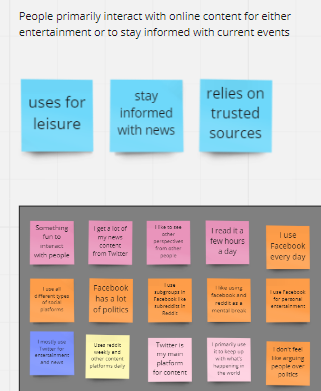 People primarily interact with online content for either
entertainment or to stay informed with current events
uses for
leisure
stay
informed
with news
relies on
trusted
sources
Something
fun to
interact
with people
I get a lot of
my news
content
from Twitter
I like to see
other
perspectives
from other
people
I read it a
few hours
a day
I use
Facebook
every day
I use all
different types
of social
platforms
Facebook
has a lot
of politics
I use
subgroups in
Facebook like
subreddits in
Reddit
I like using
facebook and
reddit as a
mental break
I use Facebook
for personal
entertainment
I mostly use
Twitter for
entertainment
and news
Uses reddit
weekly and
other content
platforms daily
Twitter is
my main
platform
for content
I primarily use
it to keep up
with what's
happening in
the world
I don't feel
like arguing
people over
politics